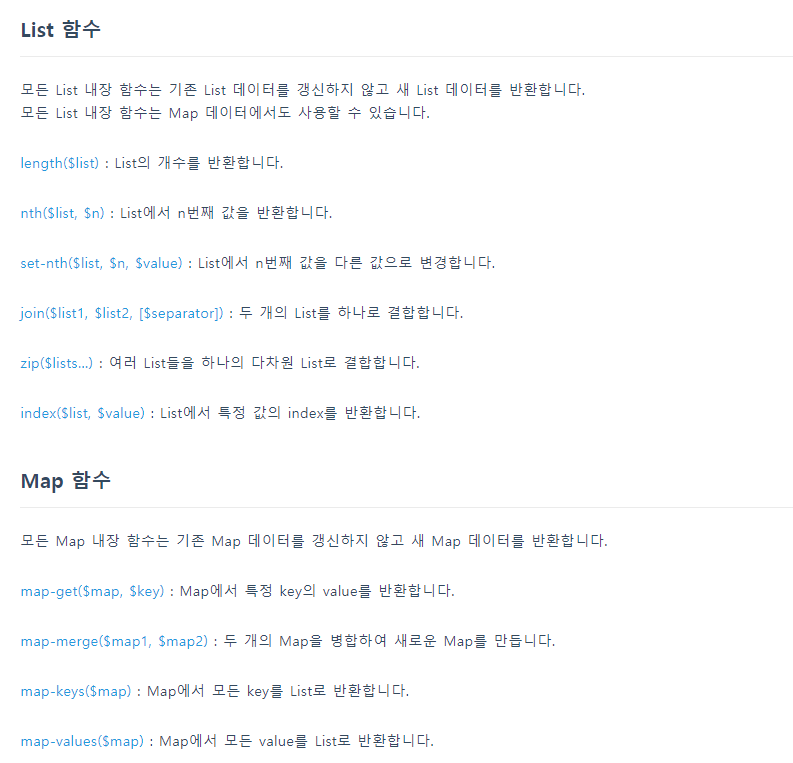 List 함수
모든 List 내장 함수는 기존 List 데이터를 갱신하지 않고 새 List 데이터를 반환합니다.
모든 List 내장 함수는 Map 데이터에서도 사용할 수 있습니다.
length($list) : List의 개수를 반환합니다.
nth($list, $n) : List에서 n번째 값을 반환합니다.
set-nth($list, $n, $value) : List에서 n번째 값을 다른 값으로 변경합니다.
join($list1, $list2, [$separator]) : 두 개의 List를 하나로 결합합니다.
zip($lists...) : 여러 List들을 하나의 다차원 List로 결합합니다.
index($list, $value) : List에서 특정 값의 index를 반환합니다.
Map 함수
모든 Map 내장 함수는 기존 Map 데이터를 갱신하지 않고 새 Map 데이터를 반환합니다.
map-get($map, $key) : Map에서 특정 key의 value를 반환합니다.
map-merge($map1, $map2) : 두 개의 Map을 병합하여 새로운 Map를 만듭니다.
map-keys($map) : Map에서 모든 key를 List로 반환합니다.
map-values($map) : Map에서 모든 value를 List로 반환합니다.